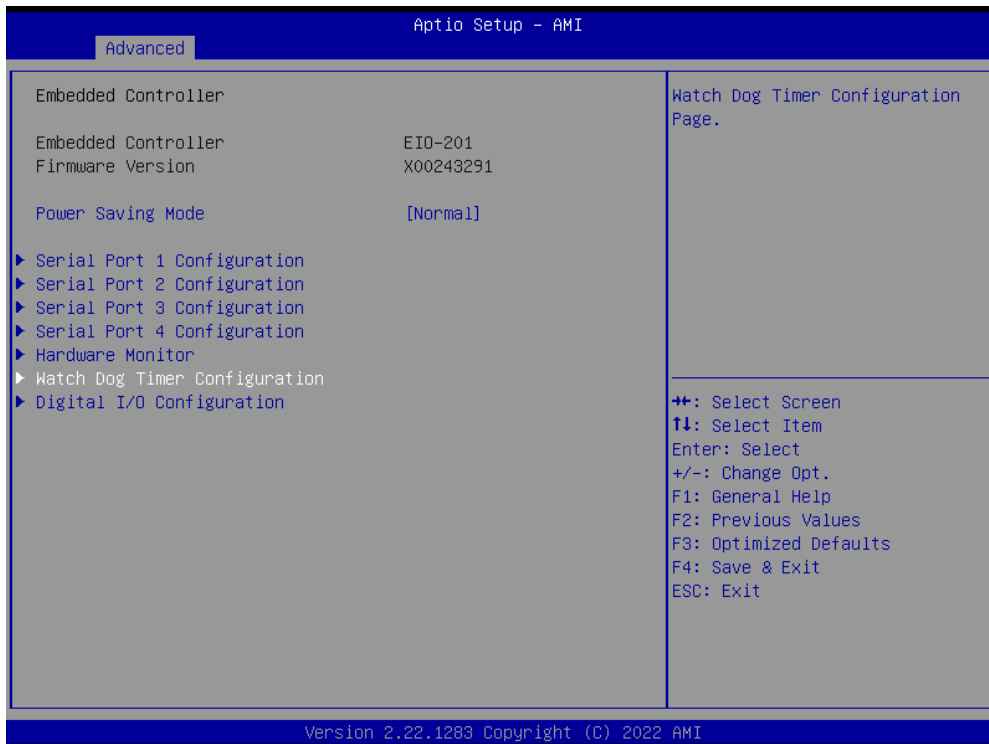 Aptio Setup – AMI
Advanced
Embedded Controller
Embedded Controller EIO-201
Firmware Version X00243291
Power Saving Mode [Normal]
▶ Serial Port 1 Configuration
▶ Serial Port 2 Configuration
▶ Serial Port 3 Configuration
▶ Serial Port 4 Configuration
▶ Hardware Monitor
▶ Watch Dog Timer Configuration
▶ Digital I/O Configuration
Watch Dog Timer Configuration
Page.
→←: Select Screen
↑↓: Select Item
Enter: Select
+/-: Change Opt.
F1: General Help
F2: Previous Values
F3: Optimized Defaults
F4: Save & Exit
ESC: Exit
Version 2.22.1283 Copyright (C) 2022 AMI